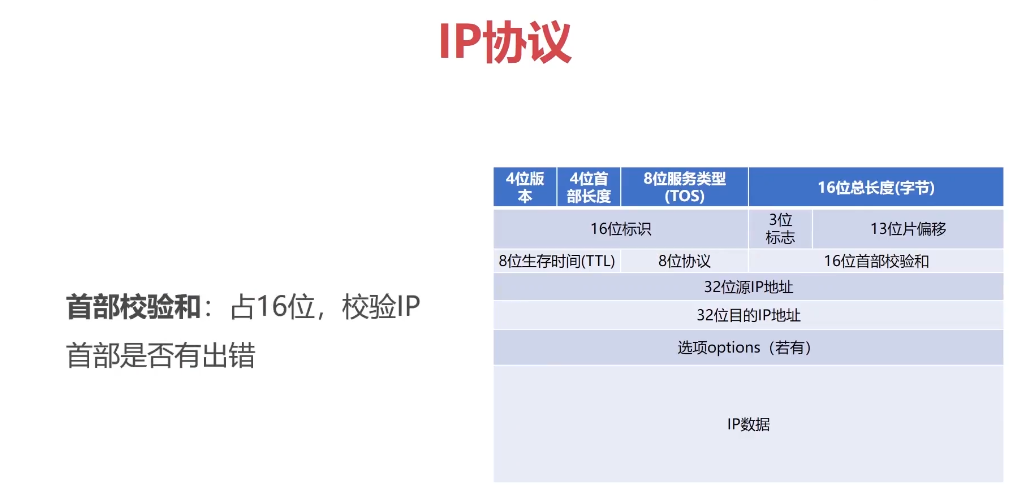 IP协议
首部校验和：占16位，校验IP
首部是否有出错
4位版
本
4位首
部长度
8位服务类型
(TOS)
16位总长度(字节)
16位标识
3位
标志
13位片偏移
8位生存时间(TTL)
8位协议
16位首部校验和
32位源IP地址
32位目的IP地址
选项options（若有）
IP数据